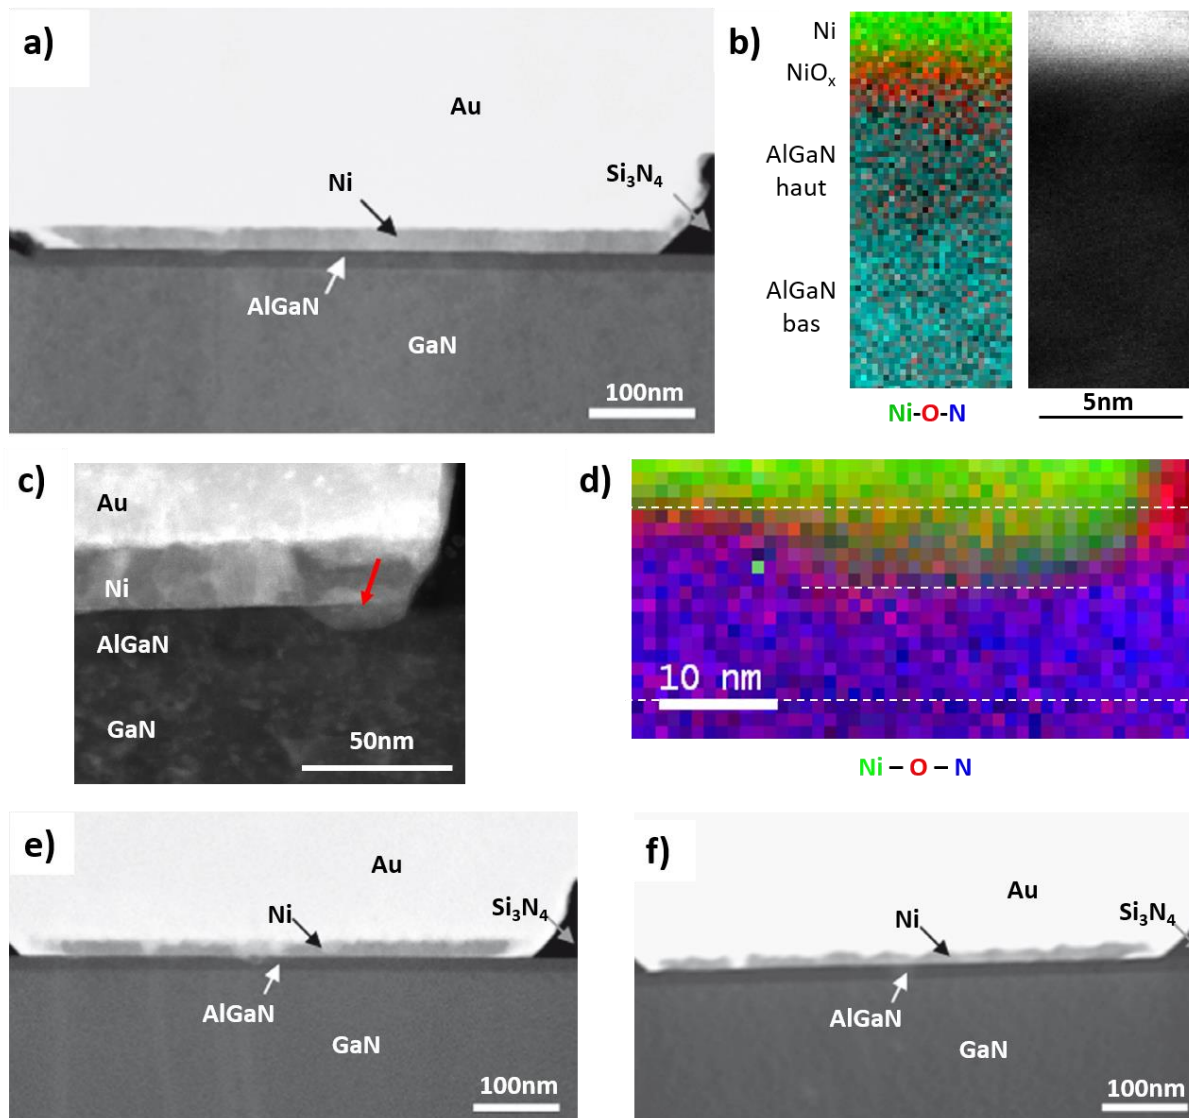 a)
Au
Ni
Si₃N₄
AlGaN
GaN
100nm
b)
Ni
NiOₓ
AlGaN
haut
AlGaN
bas
Ni-O-N
5nm
c)
Au
Ni
AlGaN
GaN
50nm
d)
10 nm
Ni – O – N
e)
Au
Ni
Si₃N₄
AlGaN
GaN
100nm
f)
Au
Ni
Si₃N₄
AlGaN
GaN
100nm